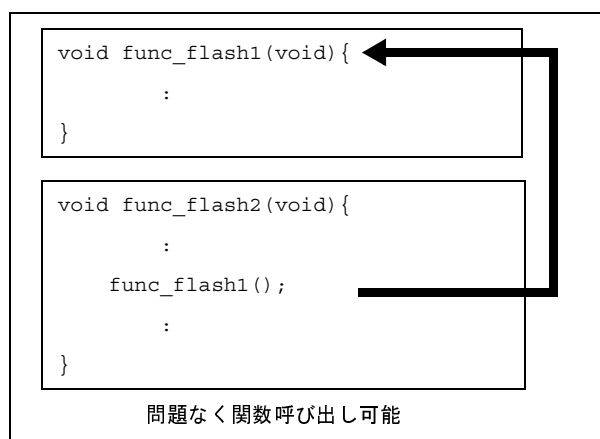 void func_flash1(void){
:
}
void func_flash2(void){
:
func_flash1();
:
}
問題なく関数呼び出し可能